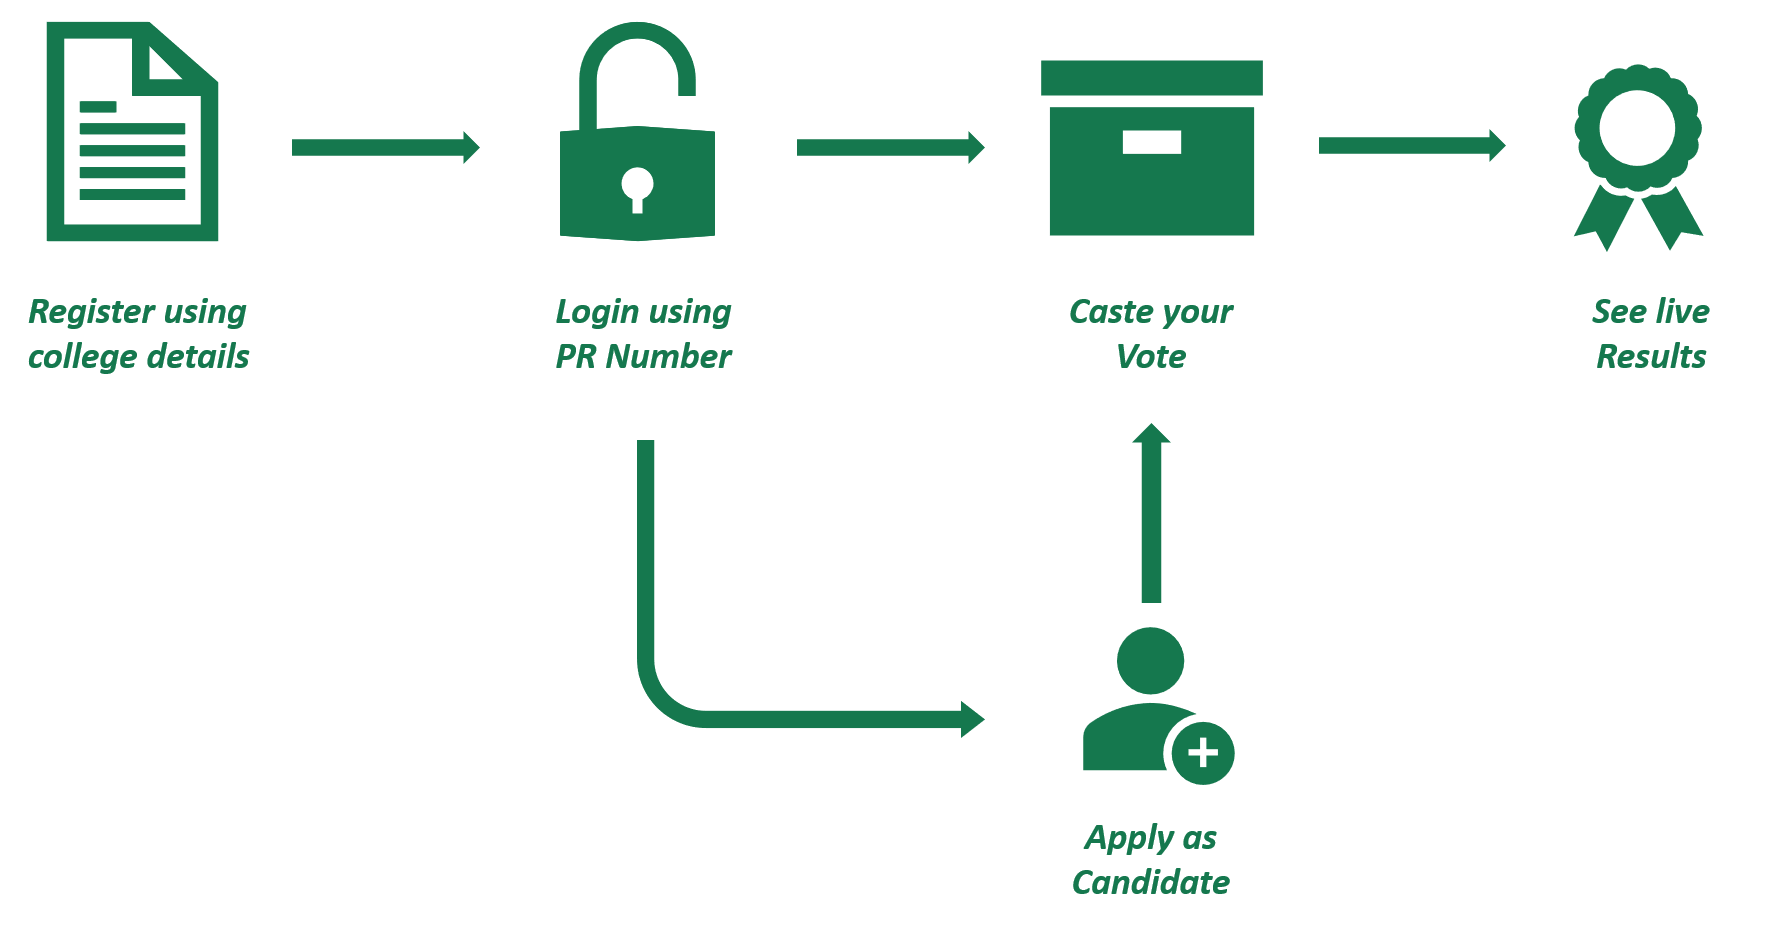 Register using
college details
Login using
PR Number
Caste your
Vote
See live
Results
Apply as
Candidate